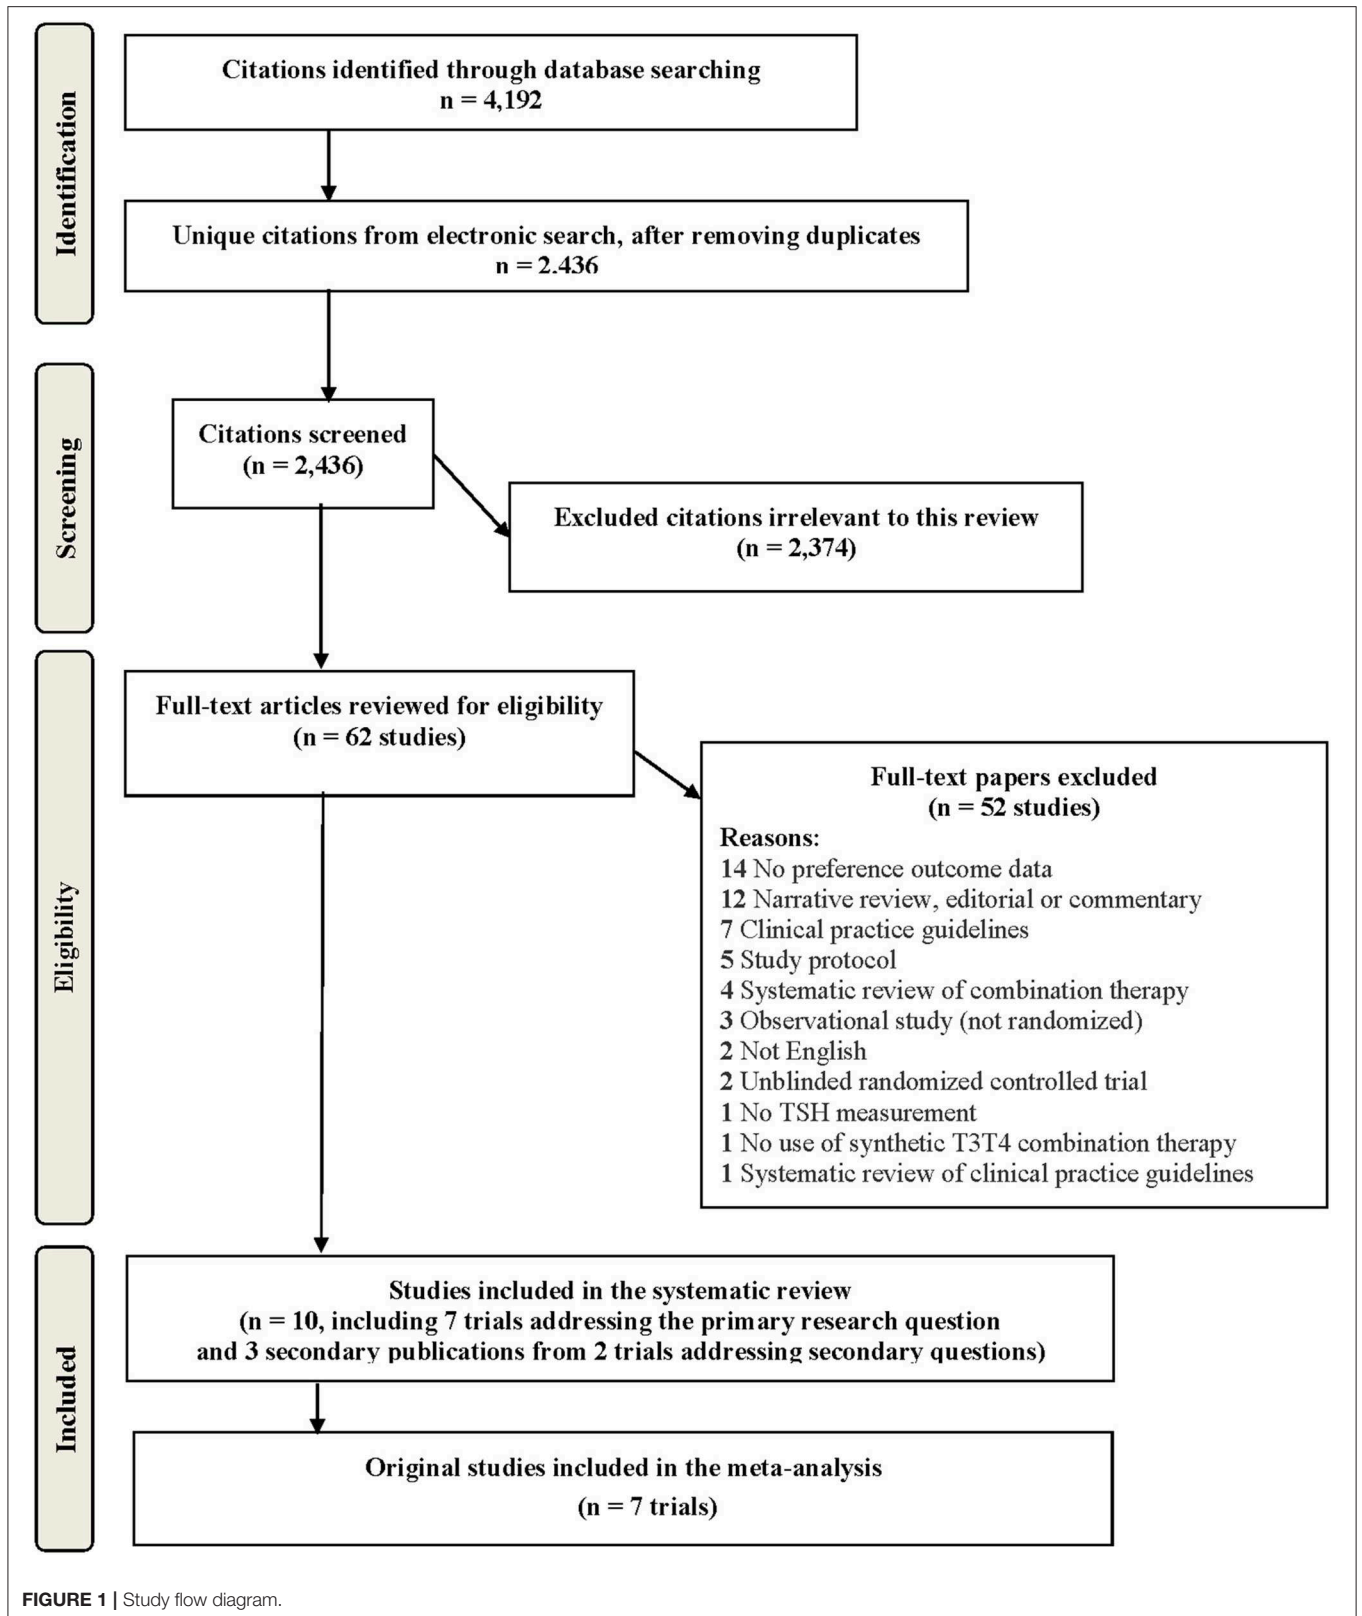 Identification
Citations identified through database searching
n = 4,192
Unique citations from electronic search, after removing duplicates
n = 2.436
Screening
Citations screened
(n = 2,436)
Excluded citations irrelevant to this review
(n = 2,374)
Eligibility
Full-text articles reviewed for eligibility
(n = 62 studies)
Full-text papers excluded
(n = 52 studies)
Reasons:
14 No preference outcome data
12 Narrative review, editorial or commentary
7 Clinical practice guidelines
5 Study protocol
4 Systematic review of combination therapy
3 Observational study (not randomized)
2 Not English
2 Unblinded randomized controlled trial
1 No TSH measurement
1 No use of synthetic T3T4 combination therapy
1 Systematic review of clinical practice guidelines
Included
Studies included in the systematic review
(n = 10, including 7 trials addressing the primary research question
and 3 secondary publications from 2 trials addressing secondary questions)
Original studies included in the meta-analysis
(n = 7 trials)
FIGURE 1 | Study flow diagram.